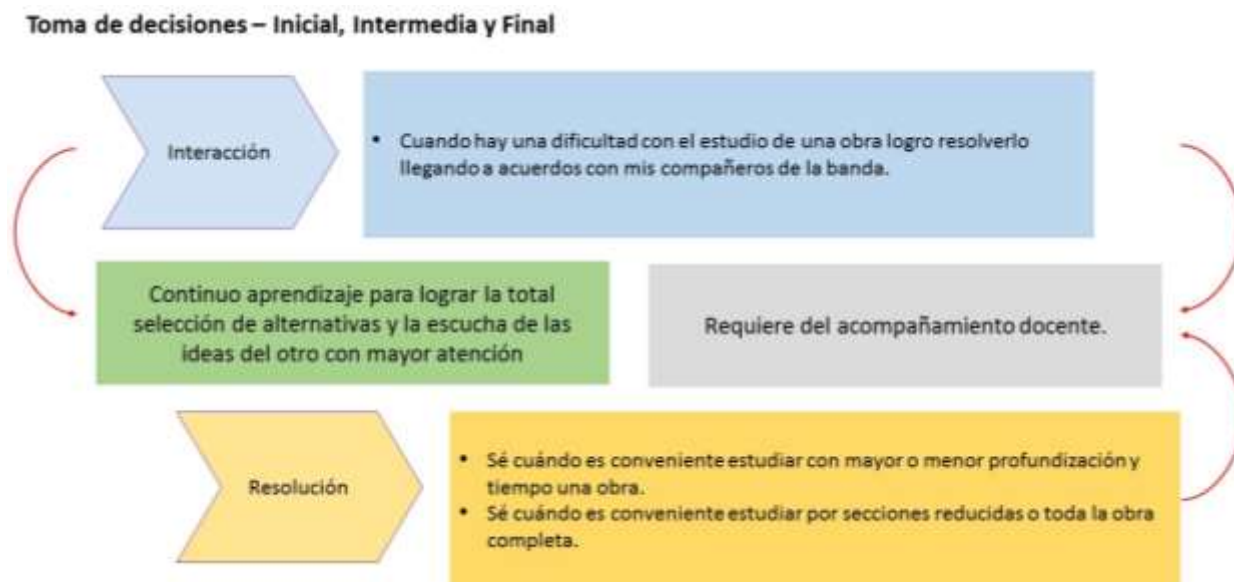 Toma de decisiones – Inicial, Intermedia y Final
Interacción
• Cuando hay una dificultad con el estudio de una obra logro resolverlo
llegando a acuerdos con mis compañeros de la banda.
Continuo aprendizaje para lograr la total
selección de alternativas y la escucha de las
ideas del otro con mayor atención
Requiere del acompañamiento docente.
Resolución
• Sé cuándo es conveniente estudiar con mayor o menor profundización y
tiempo una obra.
• Sé cuándo es conveniente estudiar por secciones reducidas o toda la obra
completa.